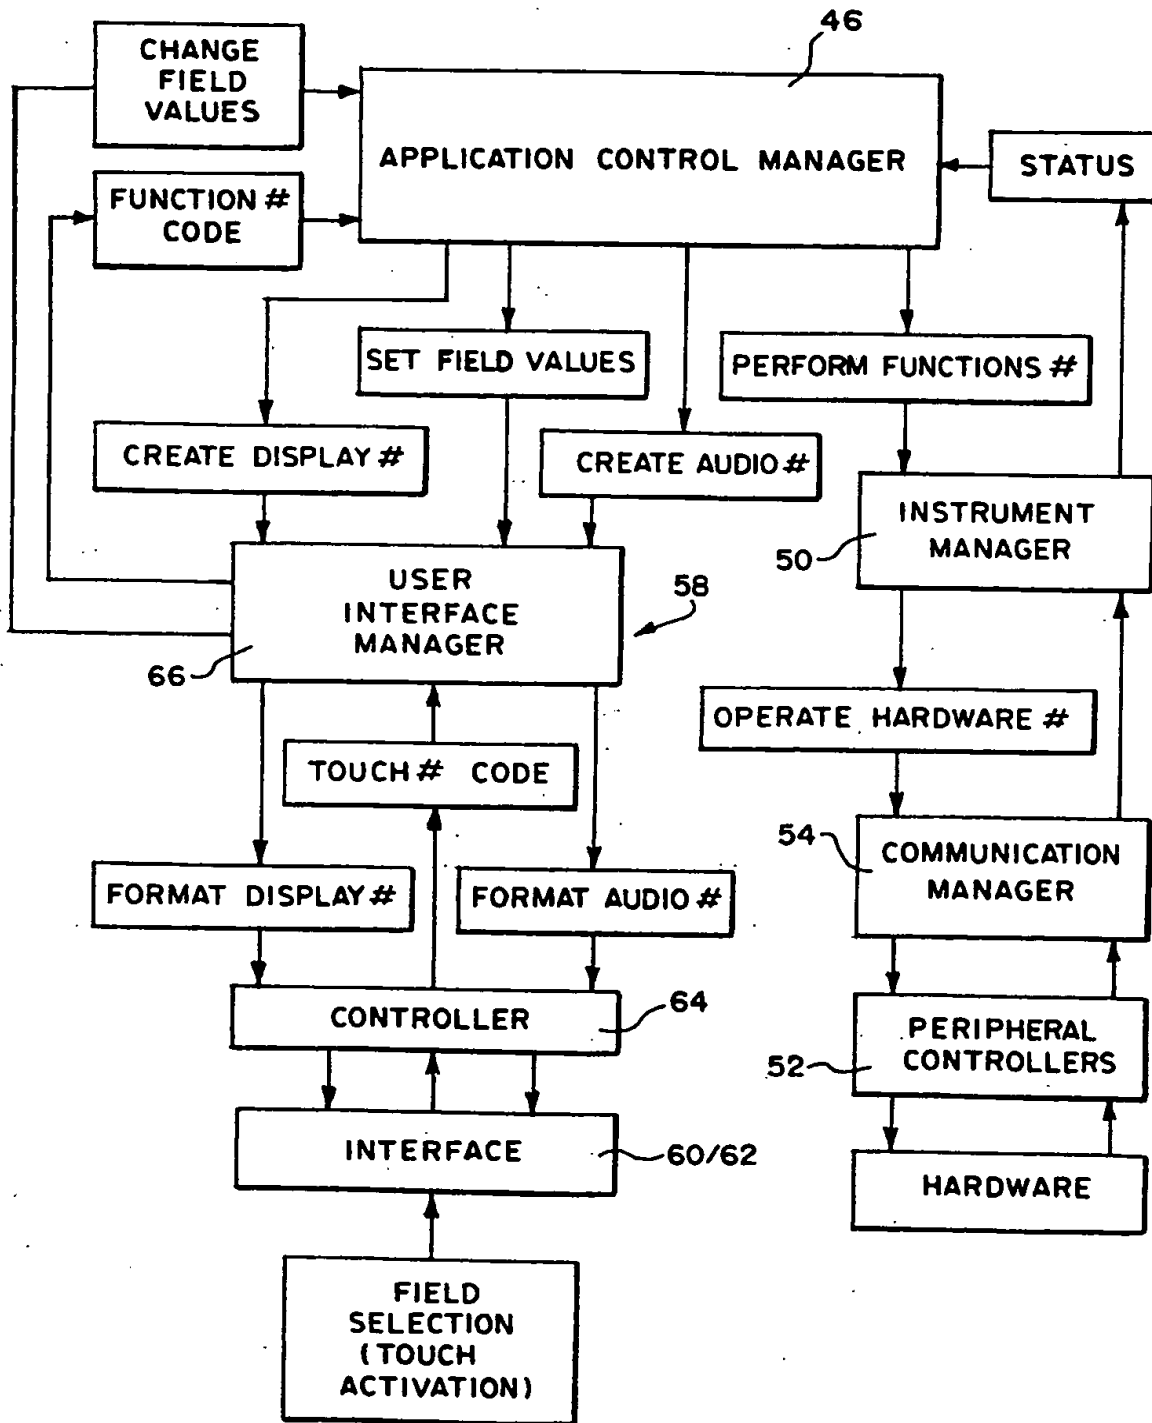 46
CHANGE
FIELD
VALUES
APPLICATION CONTROL MANAGER
STATUS
FUNCTION #
CODE
SET FIELD VALUES
PERFORM FUNCTIONS #
CREATE DISPLAY #
CREATE AUDIO #
INSTRUMENT
MANAGER
50
USER
INTERFACE
MANAGER
58
66
OPERATE HARDWARE #
TOUCH # CODE
54
COMMUNICATION
MANAGER
FORMAT DISPLAY #
FORMAT AUDIO #
CONTROLLER
64
PERIPHERAL
CONTROLLERS
52
INTERFACE
60/62
HARDWARE
FIELD
SELECTION
(TOUCH
ACTIVATION)